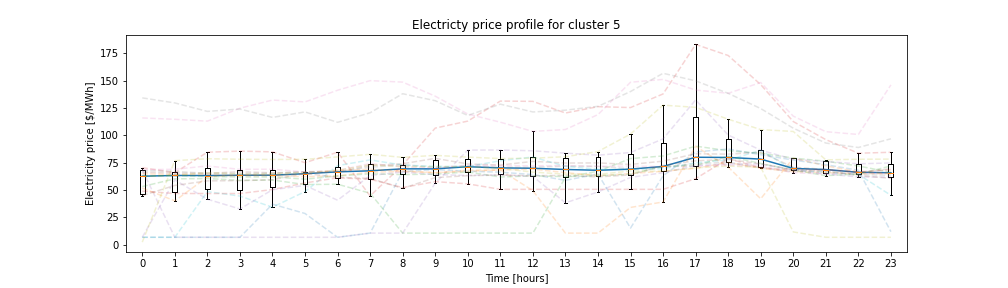 Electricty price profile for cluster 5
Electricity price [$/MWh]
175
150
125
100
75
50
25
0
0 1 2 3 4 5 6 7 8 9 10 11 12 13 14 15 16 17 18 19 20 21 22 23
Time [hours]